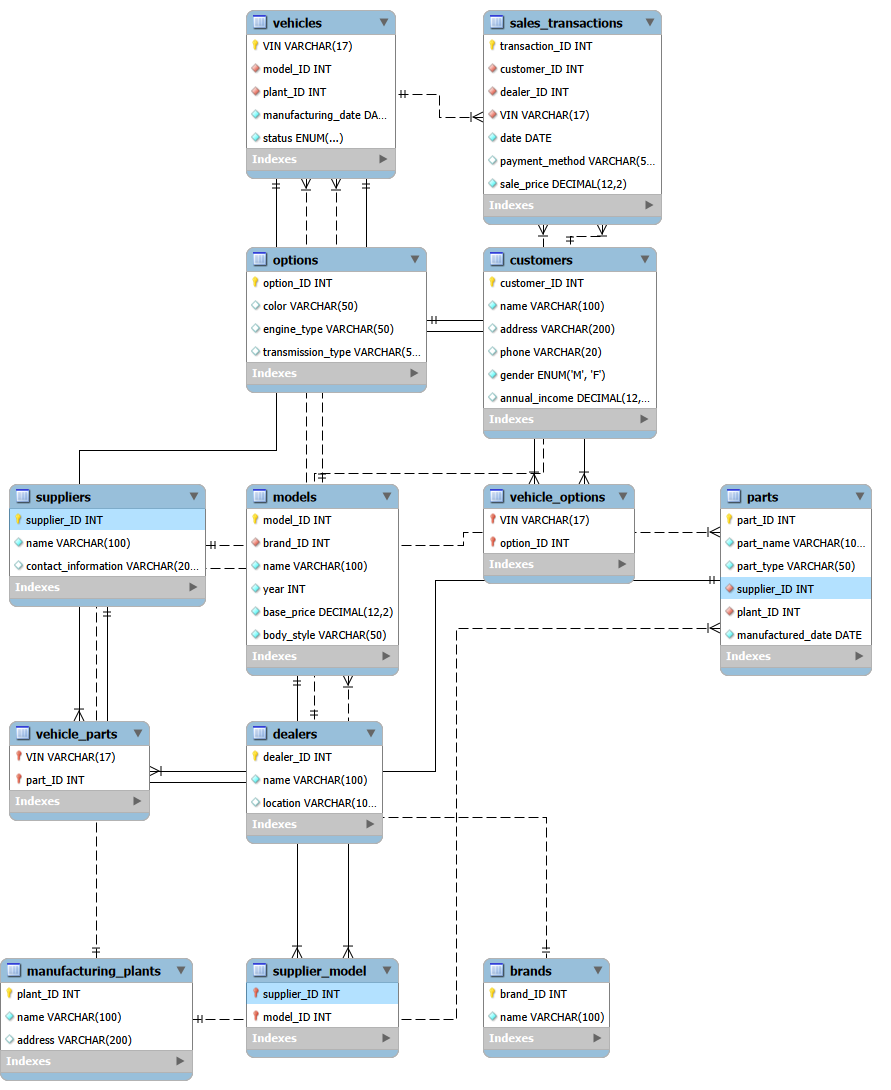 vehicles
VIN VARCHAR(17)
model_ID INT
plant_ID INT
manufacturing_date DA...
status ENUM(...)
Indexes
sales_transactions
transaction_ID INT
customer_ID INT
dealer_ID INT
VIN VARCHAR(17)
date DATE
payment_method VARCHAR(5...
sale_price DECIMAL(12,2)
Indexes
options
option_ID INT
color VARCHAR(50)
engine_type VARCHAR(50)
transmission_type VARCHAR(5...
Indexes
customers
customer_ID INT
name VARCHAR(100)
address VARCHAR(200)
phone VARCHAR(20)
gender ENUM('M', 'F')
annual_income DECIMAL(12,...
Indexes
suppliers
supplier_ID INT
name VARCHAR(100)
contact_information VARCHAR(20...
Indexes
models
model_ID INT
brand_ID INT
name VARCHAR(100)
year INT
base_price DECIMAL(12,2)
body_style VARCHAR(50)
Indexes
vehicle_options
VIN VARCHAR(17)
option_ID INT
Indexes
parts
part_ID INT
part_name VARCHAR(10...
part_type VARCHAR(50)
supplier_ID INT
plant_ID INT
manufactured_date DATE
Indexes
vehicle_parts
VIN VARCHAR(17)
part_ID INT
Indexes
dealers
dealer_ID INT
name VARCHAR(100)
location VARCHAR(10...
Indexes
manufacturing_plants
plant_ID INT
name VARCHAR(100)
address VARCHAR(200)
Indexes
supplier_model
supplier_ID INT
model_ID INT
Indexes
brands
brand_ID INT
name VARCHAR(100)
Indexes